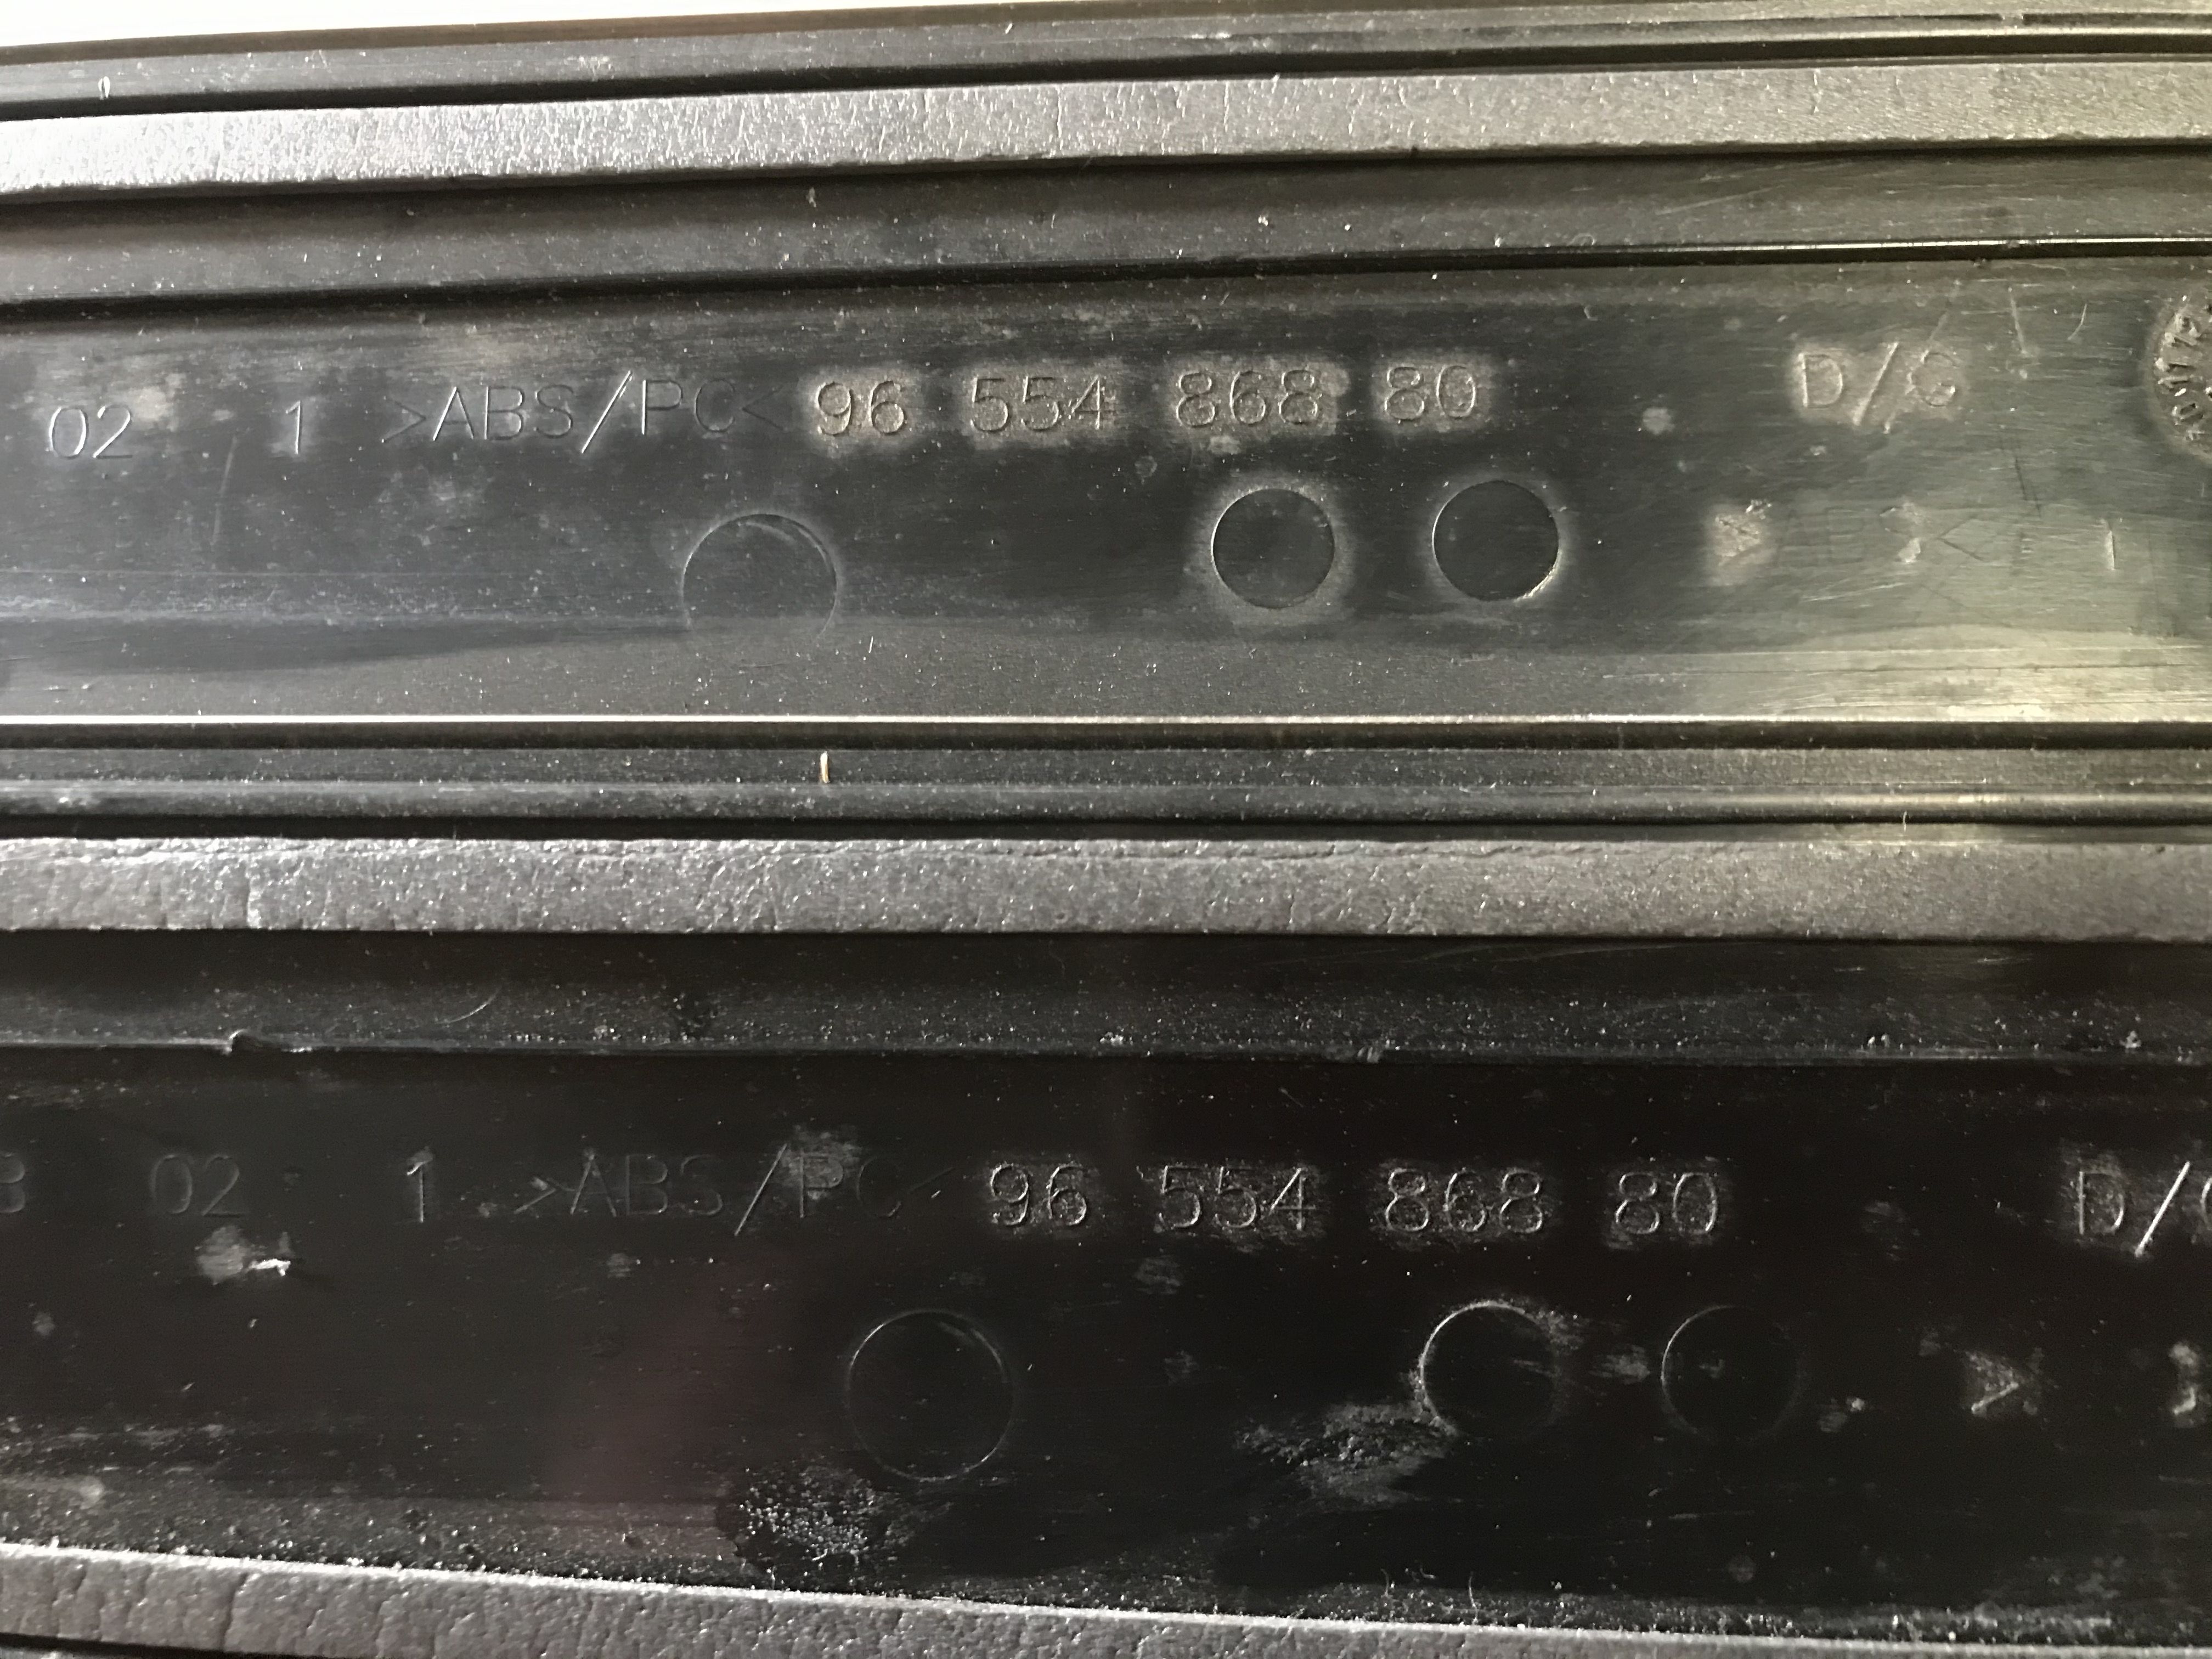 02 1 >ABS/PC< 96 554 868 80 D/G
02 1 >ABS/PC< 96 554 868 80 D/